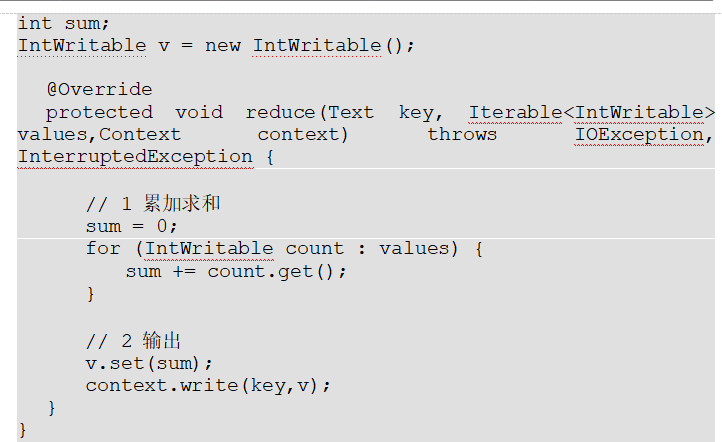 int sum;
IntWritable v = new IntWritable();
@Override
protected void reduce(Text key, Iterable<IntWritable>
values,Context context) throws IOException,
InterruptedException {
// 1 累加求和
sum = 0;
for (IntWritable count : values) {
sum += count.get();
}
// 2 输出
v.set(sum);
context.write(key,v);
}
}